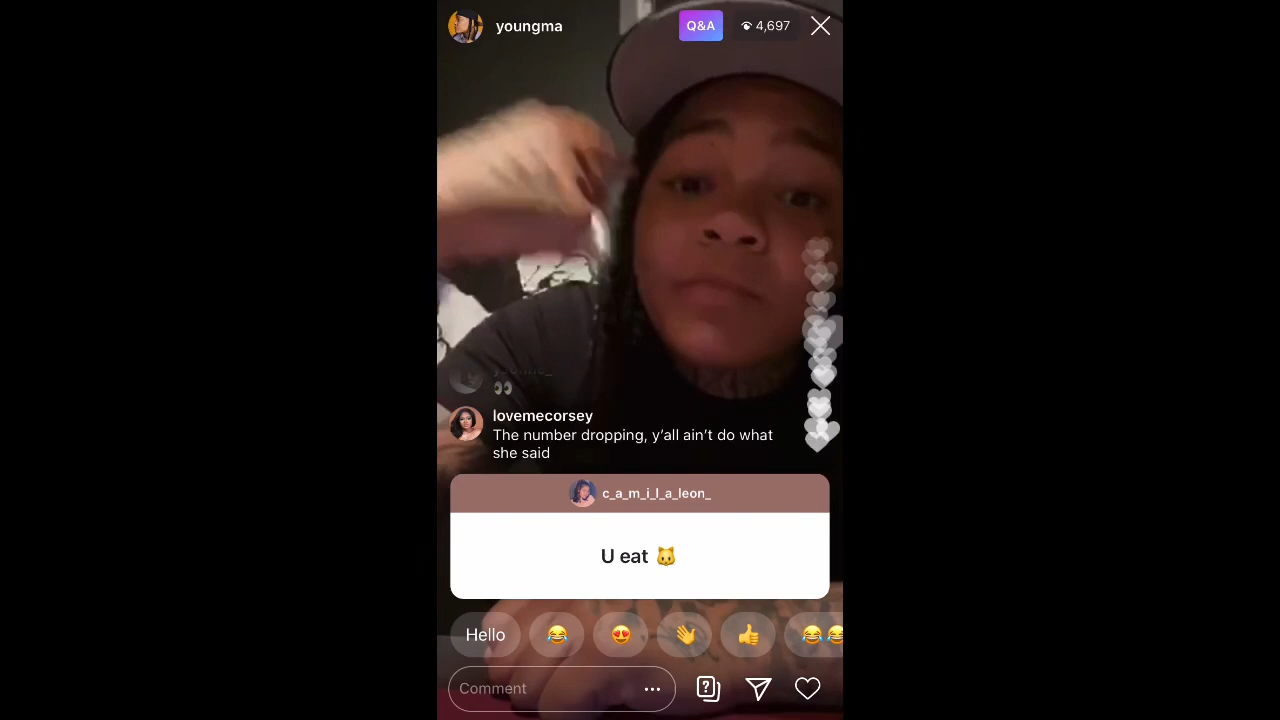 youngma
Q&A
4,697
👀
lovemecorsey
The number dropping, y’all ain’t do what
she said
c_a_m_i_l_a_leon_
U eat 🐱
Hello
😂
😍
👋
👍
😂😂
Comment